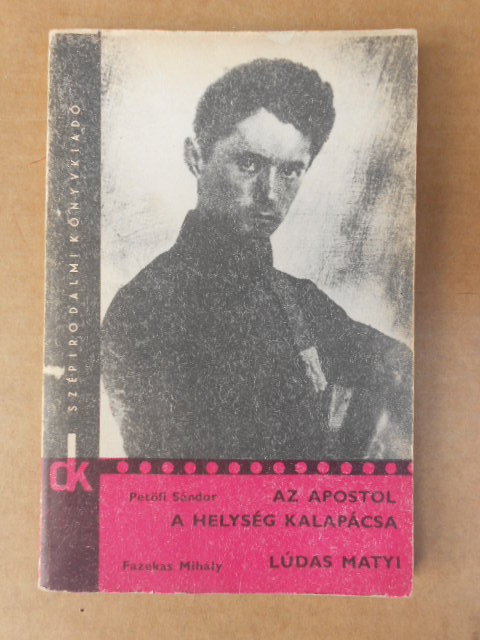 SZÉPIRODALMI KÖNYVKIADÓ
dk
Petőfi Sándor AZ APOSTOL
A HELYSÉG KALAPÁCSA
Fazekas Mihály LÚDAS MATYI